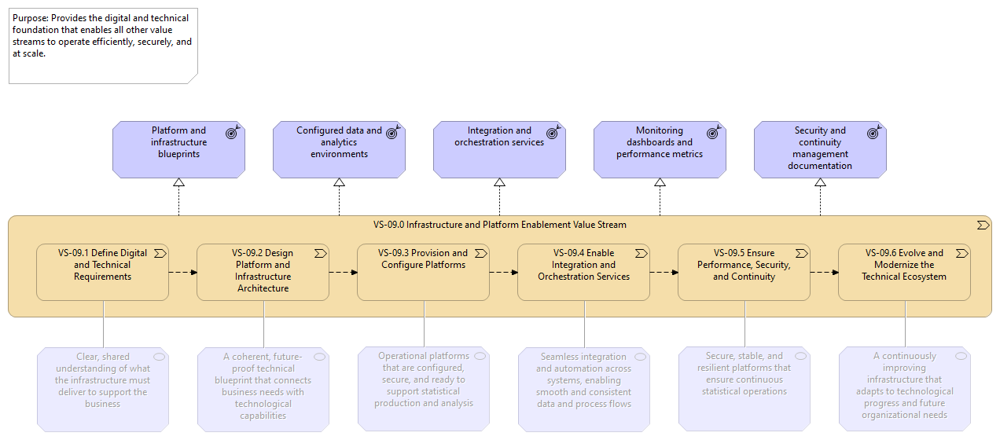 Purpose: Provides the digital and technical
foundation that enables all other value
streams to operate efficiently, securely, and
at scale.
Platform and
infrastructure
blueprints
Configured data and
analytics
environments
Integration and
orchestration services
Monitoring
dashboards and
performance metrics
Security and
continuity
management
documentation
VS-09.0 Infrastructure and Platform Enablement Value Stream
VS-09.1 Define Digital
and Technical
Requirements
VS-09.2 Design
Platform and
Infrastructure
Architecture
VS-09.3 Provision and
Configure Platforms
VS-09.4 Enable
Integration and
Orchestration Services
VS-09.5 Ensure
Performance, Security,
and Continuity
VS-09.6 Evolve and
Modernize the
Technical Ecosystem
Clear, shared
understanding of what
the infrastructure must
deliver to support the
business
A coherent, future-
proof technical
blueprint that connects
business needs with
technological
capabilities
Operational platforms
that are configured,
secure, and ready to
support statistical
production and analysis
Seamless integration
and automation across
systems, enabling
smooth and consistent
data and process flows
Secure, stable, and
resilient platforms that
ensure continuous
statistical operations
A continuously
improving
infrastructure that
adapts to technological
progress and future
organizational needs